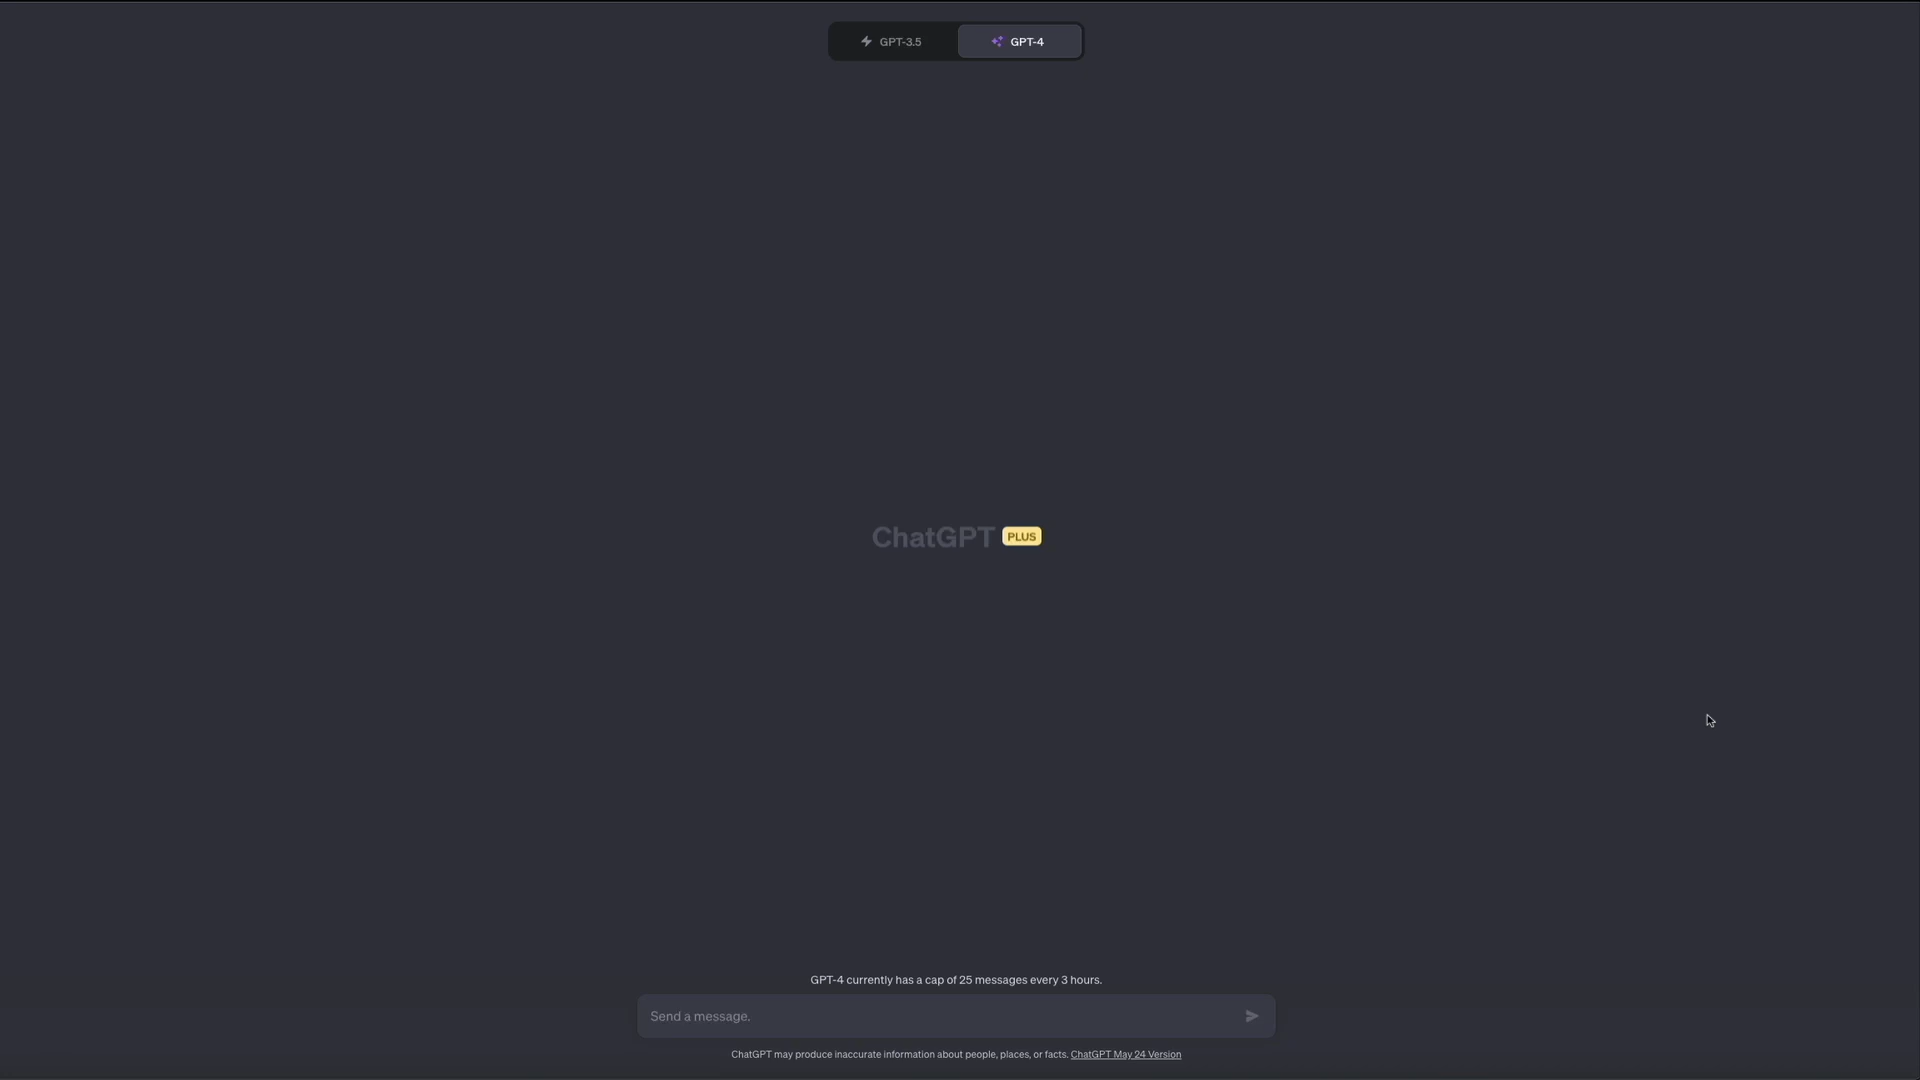 GPT-3.5
GPT-4
ChatGPT PLUS
GPT-4 currently has a cap of 25 messages every 3 hours.
Send a message.
ChatGPT may produce inaccurate information about people, places, or facts. ChatGPT May 24 Version